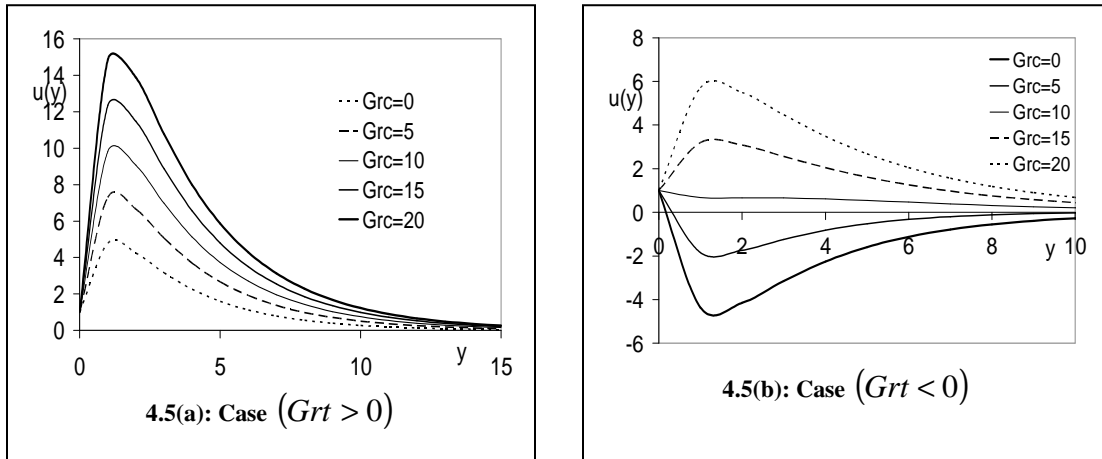 16
14
12
10
8
6
4
2
0
u(y)
Grc=0
Grc=5
Grc=10
Grc=15
Grc=20
0 5 10 15
y
4.5(a): Case (Grt > 0)
8
6
4
2
0
-2
-4
-6
u(y)
Grc=0
Grc=5
Grc=10
Grc=15
Grc=20
0 2 4 6 8 10
y
4.5(b): Case (Grt < 0)